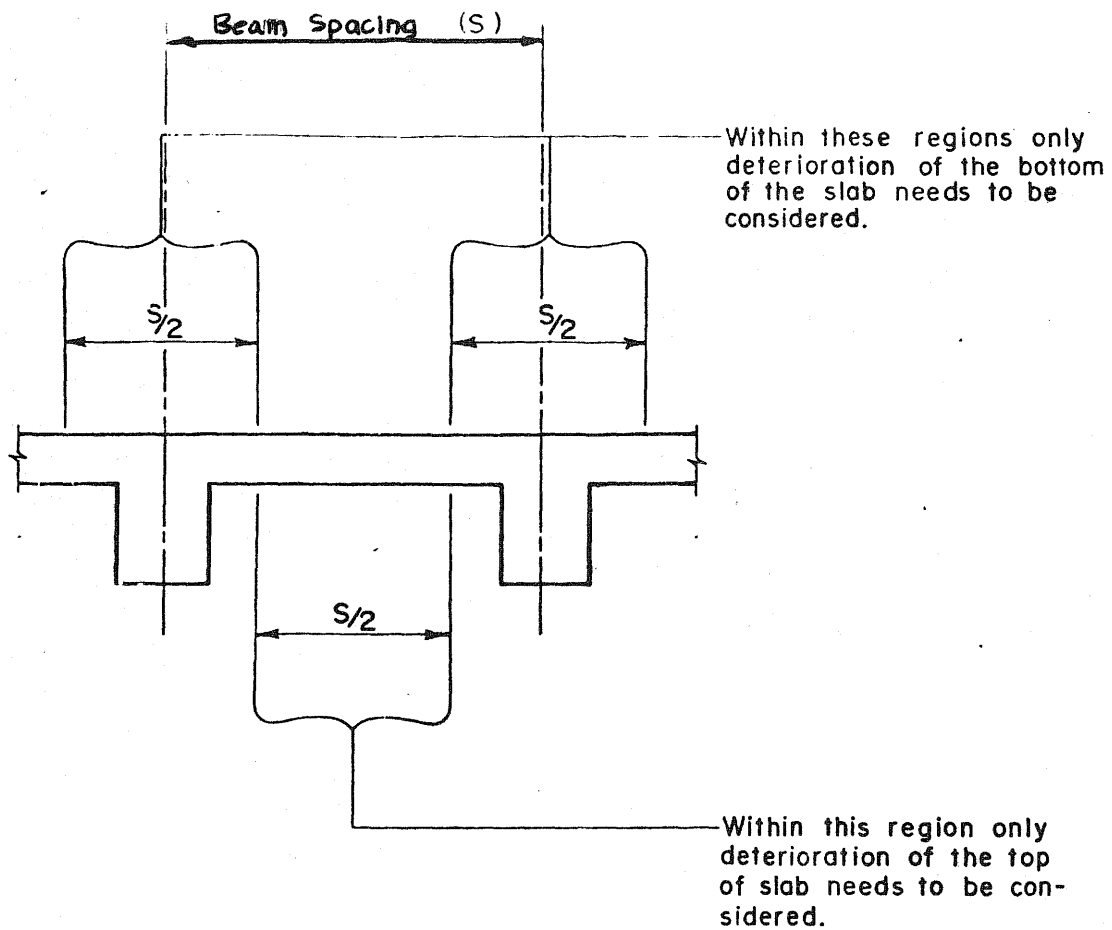 Beam Spacing (S)
Within these regions only
deterioration of the bottom
of the slab needs to be
considered.
S/2
S/2
S/2
Within this region only
deterioration of the top
of slab needs to be con-
sidered.